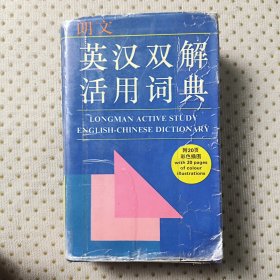 朗文
英汉双解
活用词典
LONGMAN ACTIVE STUDY
ENGLISH-CHINESE DICTIONARY
附20页
彩色插图
with 20 pages
of colour
illustrations